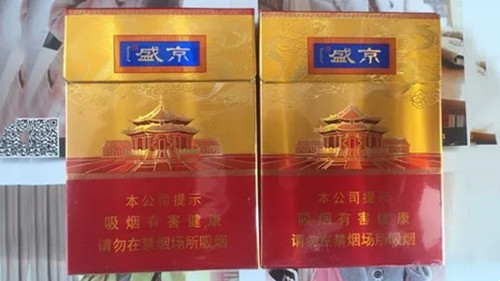 盛京
本公司提示
吸烟有害健康
请勿在禁烟场所吸烟
盛京
本公司提示
吸烟有害健康
请勿在禁烟场所吸烟